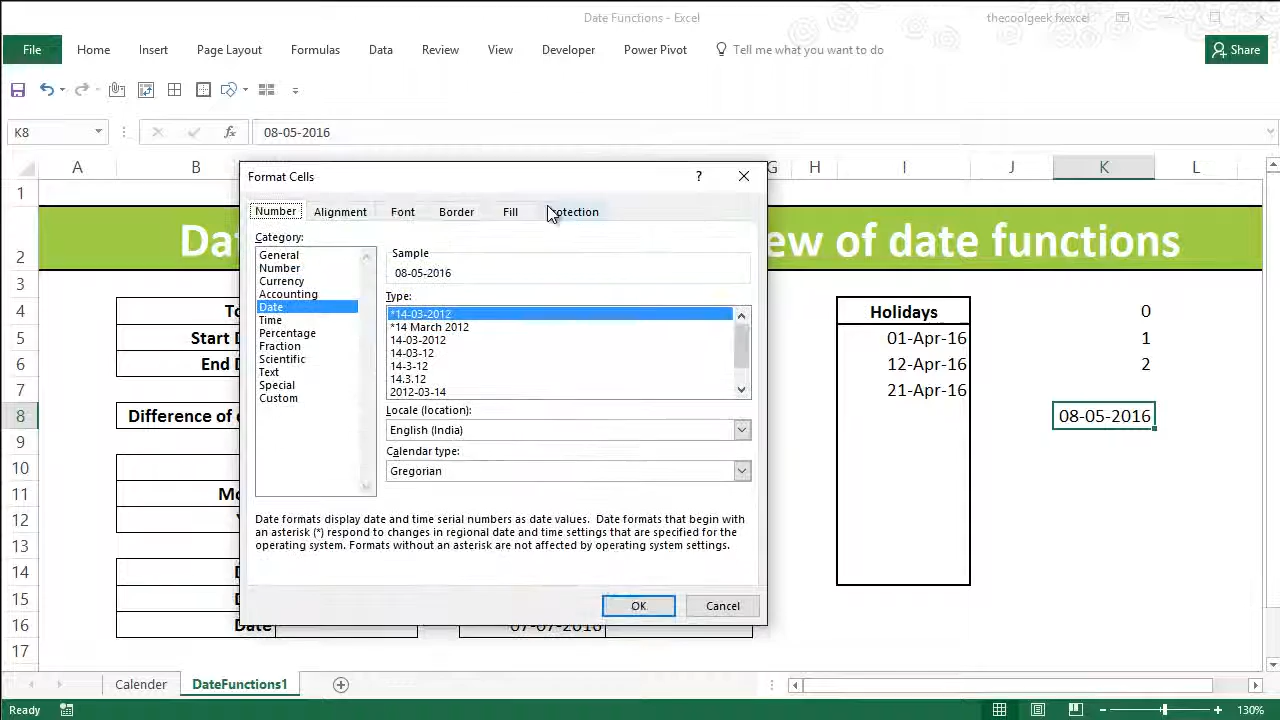 Date Functions - Excel
thecoolgeek fxexcel
File Home Insert Page Layout Formulas Data Review View Developer Power Pivot Tell me what you want to do Share
K8 fx 08-05-2016
A B G H I J K L
1
2 Da ew of date functions
3
4 To Holidays 0
5 Start D 01-Apr-16 1
6 End D 12-Apr-16 2
7 21-Apr-16
8 Difference of d 08-05-2016
9
10
11 Mo
12 Y
13
14 D
15 D
16 Date 07-07-2016
17
Format Cells ?
Number Alignment Font Border Fill otection
Category:
General
Number
Currency
Accounting
Date
Time
Percentage
Fraction
Scientific
Text
Special
Custom
Sample
08-05-2016
Type:
*14-03-2012
*14 March 2012
14-03-2012
14-03-12
14-3-12
14.3.12
2012-03-14
Locale (location):
English (India)
Calendar type:
Gregorian
Date formats display date and time serial numbers as date values. Date formats that begin with
an asterisk (*) respond to changes in regional date and time settings that are specified for the
operating system. Formats without an asterisk are not affected by operating system settings.
OK Cancel
Calender DateFunctions1
Ready 130%